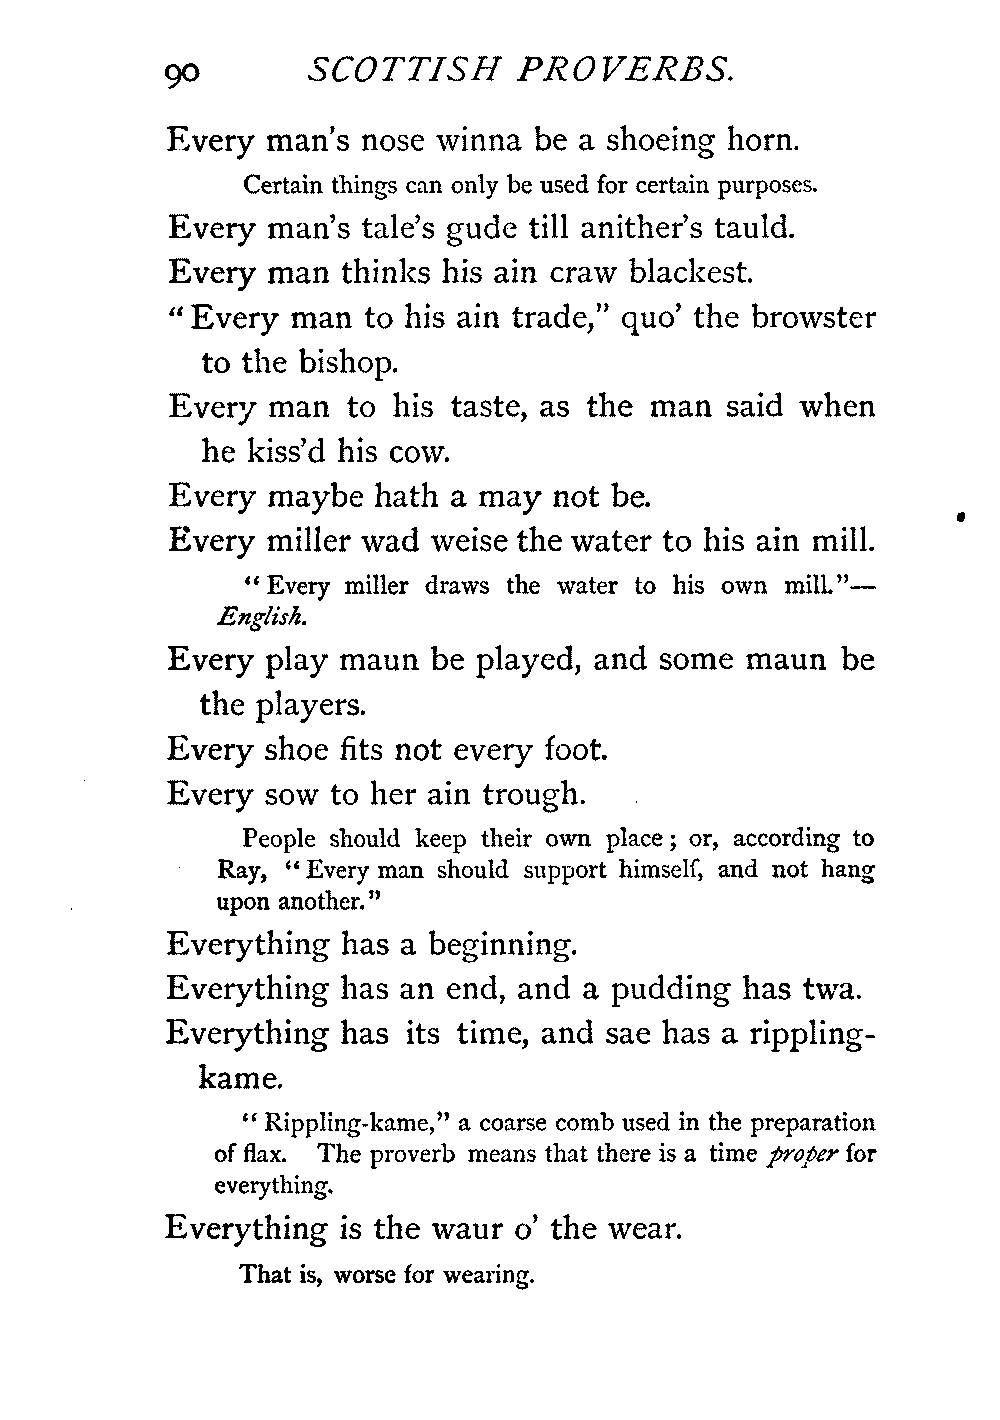 90 SCOTTISH PROVERBS.
Every man's nose winna be a shoeing horn.
Certain things can only be used for certain purposes.
Every man's tale's gude till anither's tauld.
Every man thinks his ain craw blackest.
“Every man to his ain trade,” quo' the browster
to the bishop.
Every man to his taste, as the man said when
he kiss'd his cow.
Every maybe hath a may not be.
Every miller wad weise the water to his ain mill.
“Every miller draws the water to his own mill.”—
English.
Every play maun be played, and some maun be
the players.
Every shoe fits not every foot.
Every sow to her ain trough.
People should keep their own place; or, according to
Ray, “Every man should support himself, and not hang
upon another.”
Everything has a beginning.
Everything has an end, and a pudding has twa.
Everything has its time, and sae has a rippling-
kame.
“Rippling-kame,” a coarse comb used in the preparation
of flax. The proverb means that there is a time proper for
everything.
Everything is the waur o' the wear.
That is, worse for wearing.